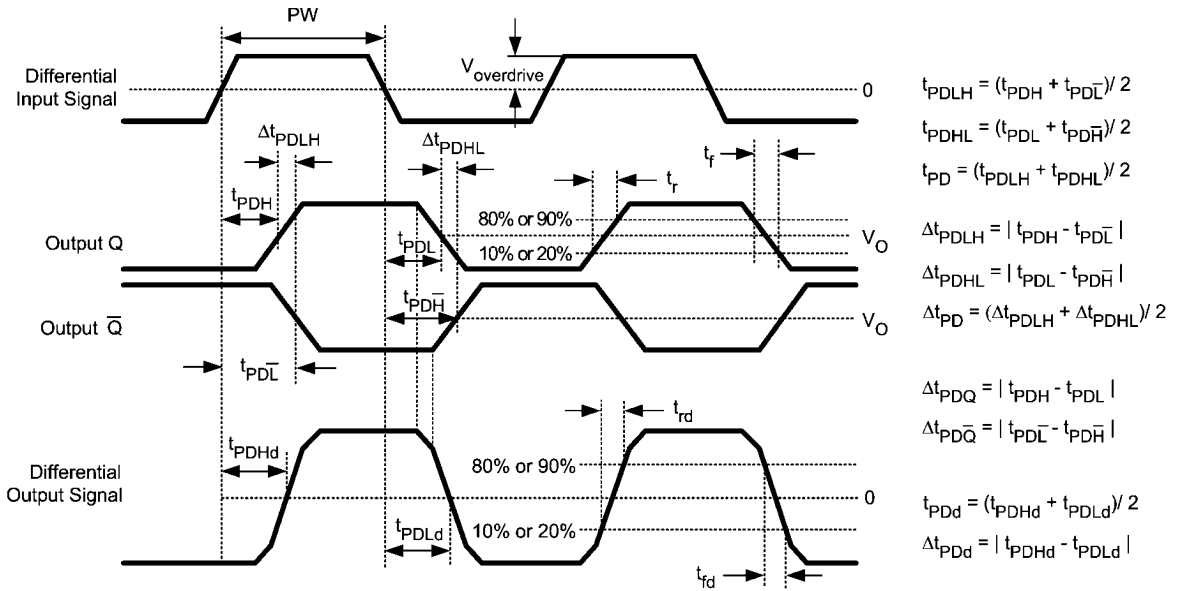 PW
Differential
Input Signal
V_overdrive
0
Δt_PDLH
Δt_PDHL
t_f
t_r
t_PDH
80% or 90%
Output Q
t_PDL
10% or 20%
V_O
t_PDH̅
Output Q̅
V_O
t_PDL̅
t_rd
t_PDHd
80% or 90%
Differential
Output Signal
0
t_PDLd
10% or 20%
t_fd
t_PDLH = (t_PDH + t_PDL̅)/ 2
t_PDHL = (t_PDL + t_PDH̅)/ 2
t_PD = (t_PDLH + t_PDHL)/ 2
Δt_PDLH = | t_PDH - t_PDL̅ |
Δt_PDHL = | t_PDL - t_PDH̅ |
Δt_PD = (Δt_PDLH + Δt_PDHL)/ 2
Δt_PDQ = | t_PDH - t_PDL |
Δt_PDQ̅ = | t_PDL̅ - t_PDH̅ |
t_PDd = (t_PDHd + t_PDLd)/ 2
Δt_PDd = | t_PDHd - t_PDLd |